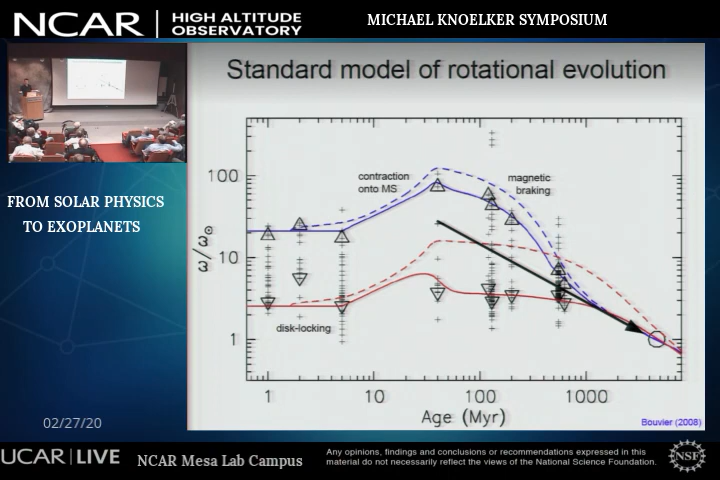 NCAR
HIGH ALTITUDE
OBSERVATORY
MICHAEL KNOELKER SYMPOSIUM
Standard model of rotational evolution
FROM SOLAR PHYSICS
TO EXOPLANETS
contraction
onto MS
magnetic
braking
100
10
1
ω/ω⊙
disk-locking
1 10 100 1000
Age (Myr)
Bouvier (2008)
02/27/20
UCAR|LIVE
NCAR Mesa Lab Campus
Any opinions, findings and conclusions or recommendations expressed in this
material do not necessarily reflect the views of the National Science Foundation.
NSF